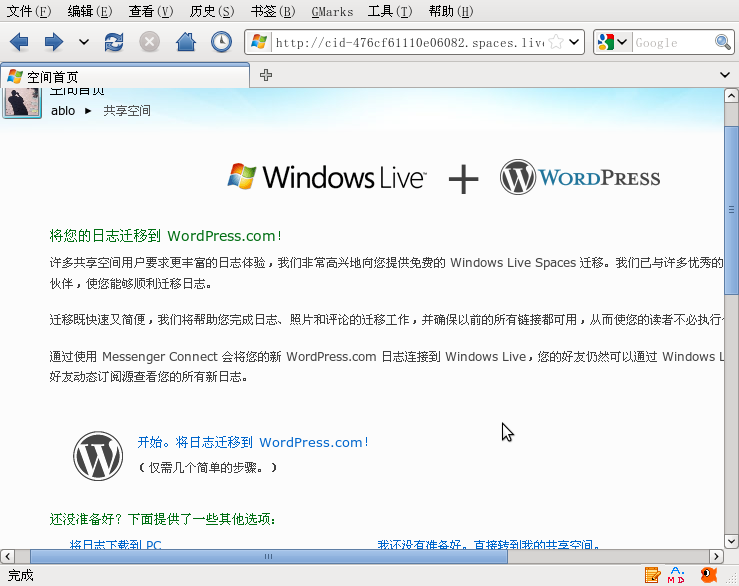 文件(F) 编辑(E) 查看(V) 历史(S) 书签(B) GMarks 工具(T) 帮助(H)
http://cid-476cf61110e06082.spaces.live Google
空间首页
空间首页
ablo ▸ 共享空间
Windows Live™ + WORDPRESS
将您的日志迁移到 WordPress.com!
许多共享空间用户要求更丰富的日志体验，我们非常高兴地向您提供免费的 Windows Live Spaces 迁移。我们已与许多优秀的
伙伴，使您能够顺利迁移日志。
迁移既快速又简便，我们将帮助您完成日志、照片和评论的迁移工作，并确保以前的所有链接都可用，从而使您的读者不必执行
通过使用 Messenger Connect 会将您的新 WordPress.com 日志连接到 Windows Live，您的好友仍然可以通过 Windows L
好友动态订阅源查看您的所有新日志。
开始。将日志迁移到 WordPress.com!
（仅需几个简单的步骤。）
还没准备好？下面提供了一些其他选项：
将日志下载到 PC 我还没有准备好。直接转到我的共享空间。
完成